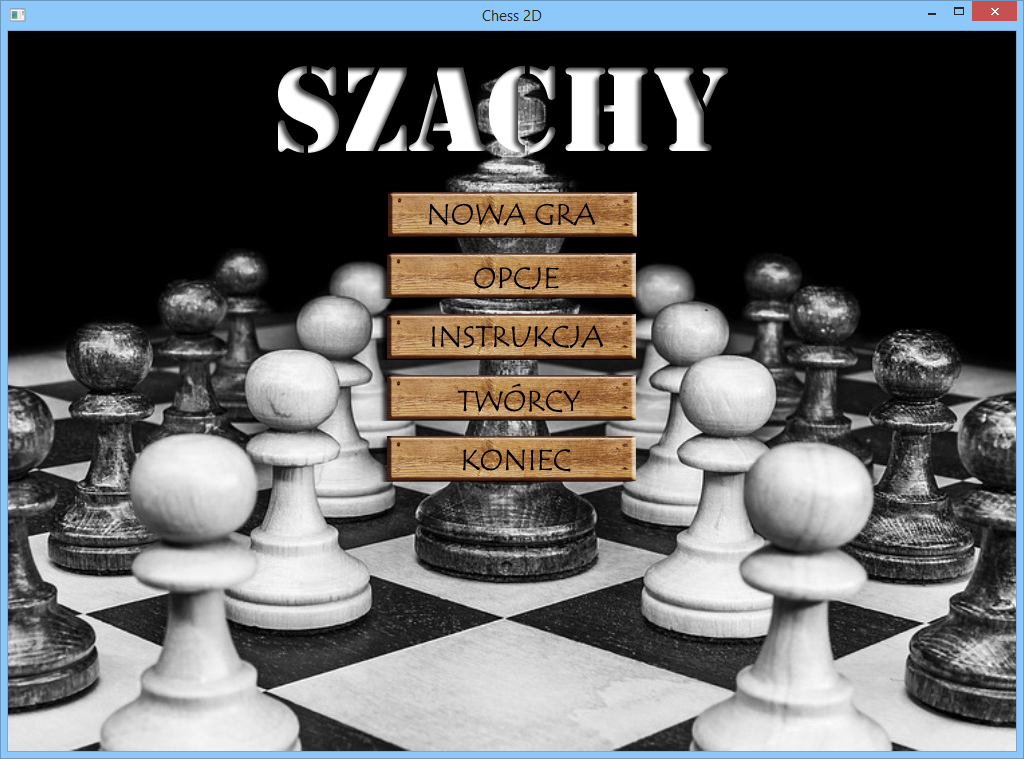 Chess 2D
SZACHY
NOWA GRA
OPCJE
INSTRUKCJA
TWÓRCY
KONIEC